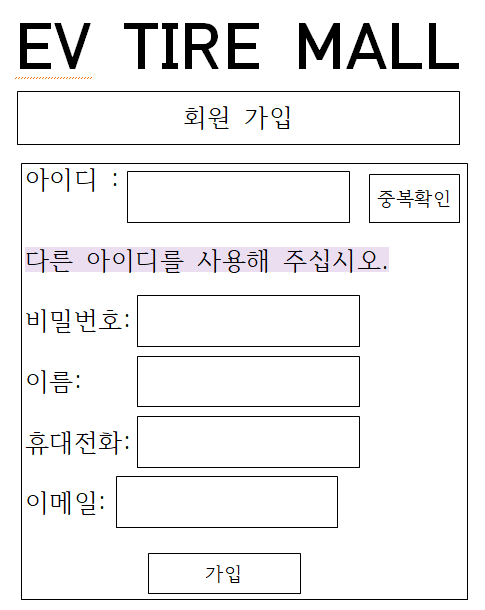 EV TIRE MALL
회원 가입
아이디 : 중복확인
다른 아이디를 사용해 주십시오.
비밀번호:
이름:
휴대전화:
이메일:
가입